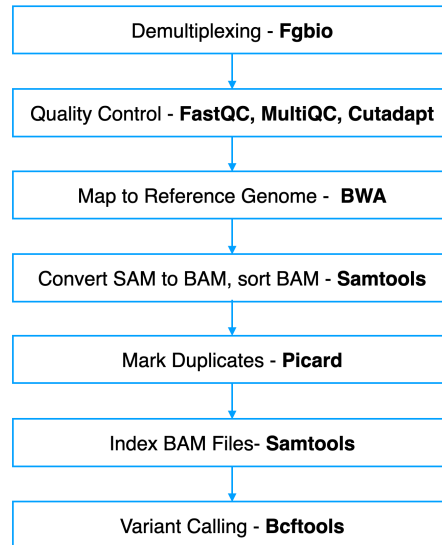 Demultiplexing - Fgbio
Quality Control - FastQC, MultiQC, Cutadapt
Map to Reference Genome - BWA
Convert SAM to BAM, sort BAM - Samtools
Mark Duplicates - Picard
Index BAM Files- Samtools
Variant Calling - Bcftools